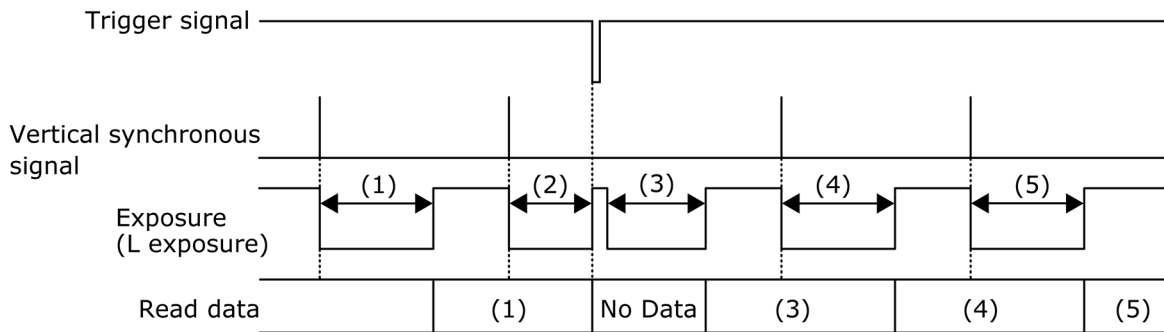 Trigger signal
Vertical synchronous
signal
(1) (2) (3) (4) (5)
Exposure
(L exposure)
Read data (1) No Data (3) (4) (5)